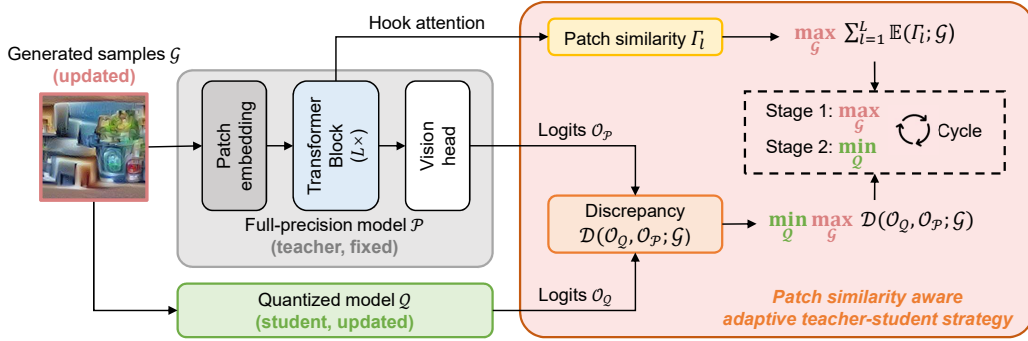 Hook attention
Generated samples 𝒢
(updated)
Patch embedding
Transformer Block (L×)
Vision head
Full-precision model 𝒫
(teacher, fixed)
Quantized model 𝒬
(student, updated)
Logits 𝒪_𝒫
Logits 𝒪_𝒬
Patch similarity Γ_l
max_𝒢 ∑_{l=1}^{L} 𝔼(Γ_l; 𝒢)
Stage 1: max_𝒢
Stage 2: min_𝒬
Cycle
Discrepancy
𝒟(𝒪_𝒬, 𝒪_𝒫; 𝒢)
min_𝒬 max_𝒢 𝒟(𝒪_𝒬, 𝒪_𝒫; 𝒢)
Patch similarity aware
adaptive teacher-student strategy